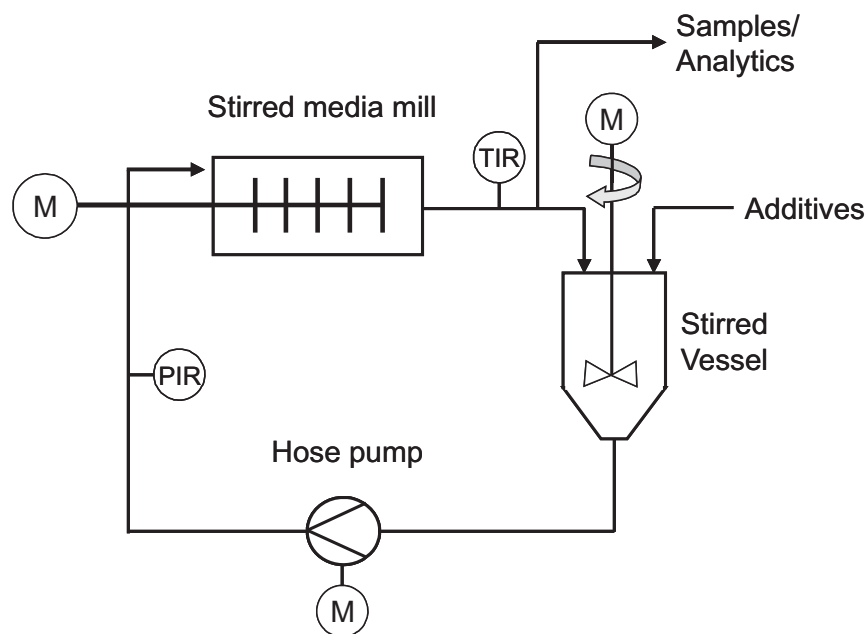 Samples/
Analytics
Stirred media mill
M
TIR
M
Additives
Stirred
Vessel
PIR
Hose pump
M